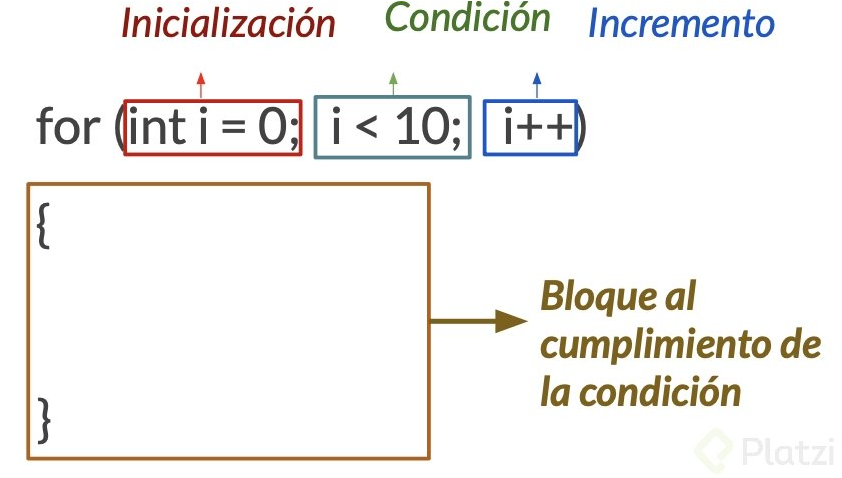 Inicialización Condición Incremento
for (int i = 0; i < 10; i++)
{
Bloque al
cumplimiento de
la condición
}
Platzi